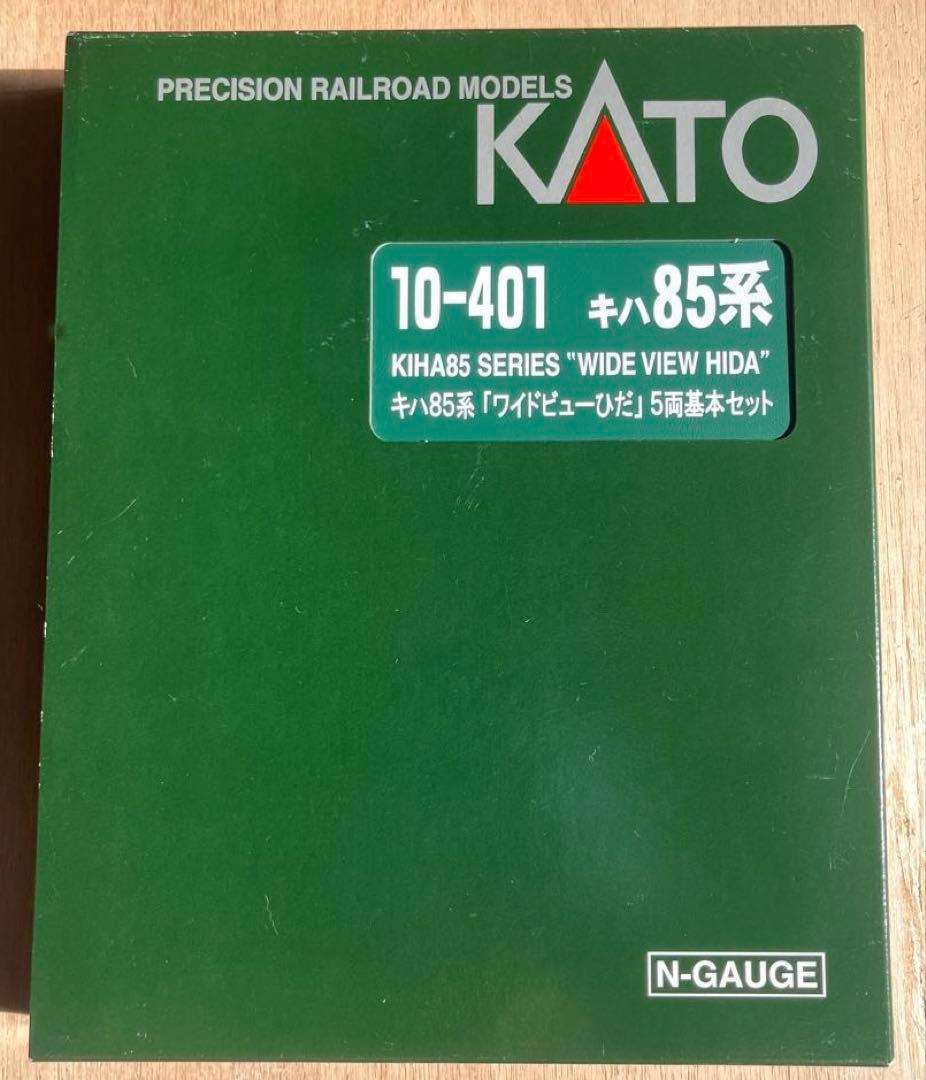 PRECISION RAILROAD MODELS
KATO
10-401 キハ85系
KIHA85 SERIES "WIDE VIEW HIDA"
キハ85系「ワイドビューひだ」5両基本セット
N-GAUGE